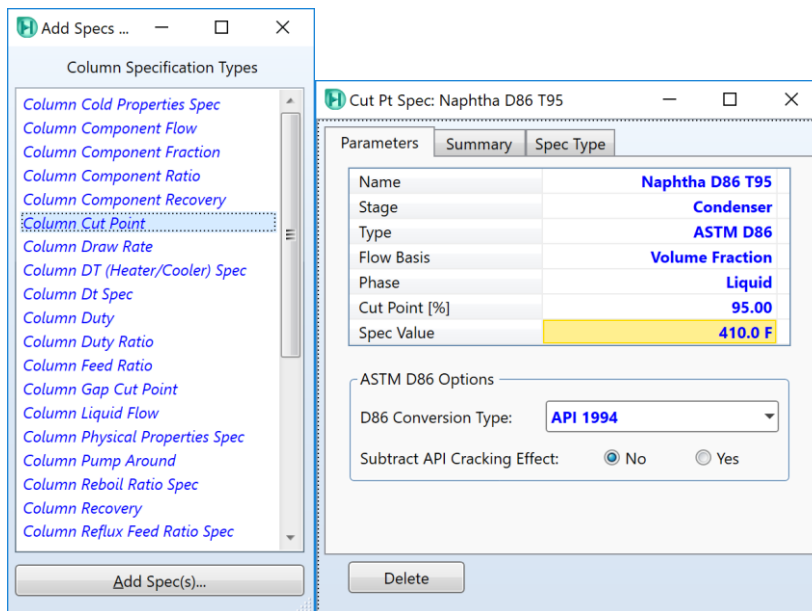 Add Specs ...
Column Specification Types
Column Cold Properties Spec
Column Component Flow
Column Component Fraction
Column Component Ratio
Column Component Recovery
Column Cut Point
Column Draw Rate
Column DT (Heater/Cooler) Spec
Column Dt Spec
Column Duty
Column Duty Ratio
Column Feed Ratio
Column Gap Cut Point
Column Liquid Flow
Column Physical Properties Spec
Column Pump Around
Column Reboil Ratio Spec
Column Recovery
Column Reflux Feed Ratio Spec
Add Spec(s)...
Cut Pt Spec: Naphtha D86 T95
Parameters Summary Spec Type
Name Naphtha D86 T95
Stage Condenser
Type ASTM D86
Flow Basis Volume Fraction
Phase Liquid
Cut Point [%] 95.00
Spec Value 410.0 F
ASTM D86 Options
D86 Conversion Type: API 1994
Subtract API Cracking Effect: No Yes
Delete